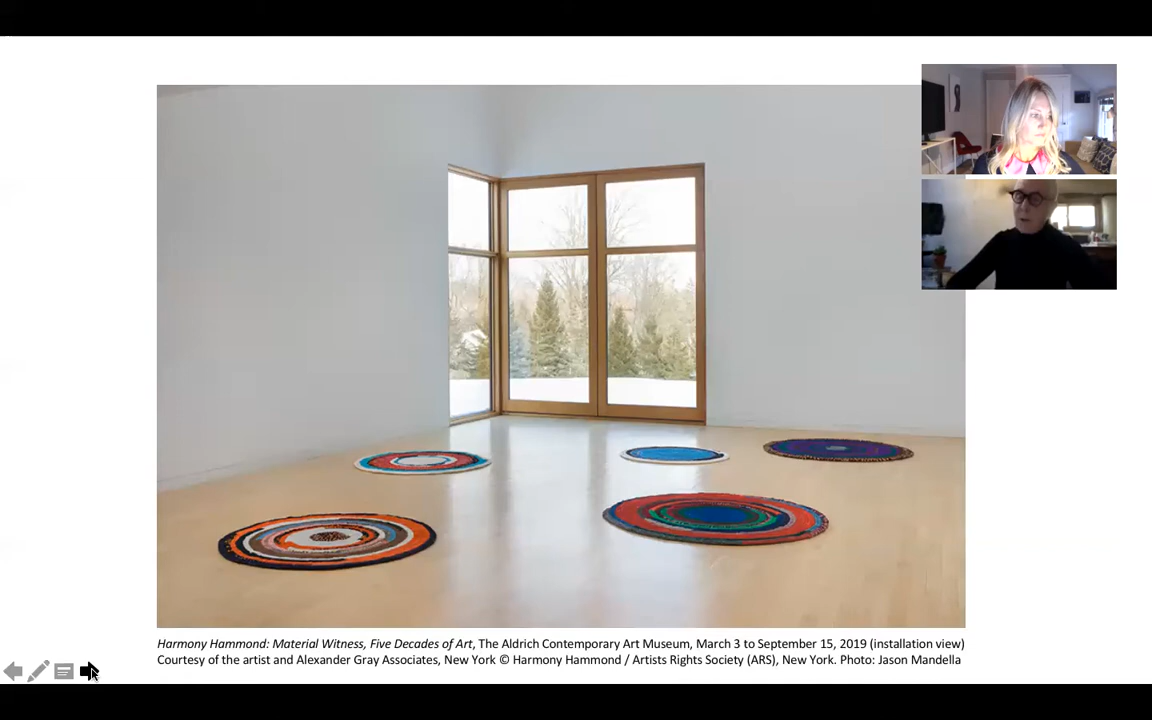 Harmony Hammond: Material Witness, Five Decades of Art, The Aldrich Contemporary Art Museum, March 3 to September 15, 2019 (installation view)
Courtesy of the artist and Alexander Gray Associates, New York © Harmony Hammond / Artists Rights Society (ARS), New York. Photo: Jason Mandella